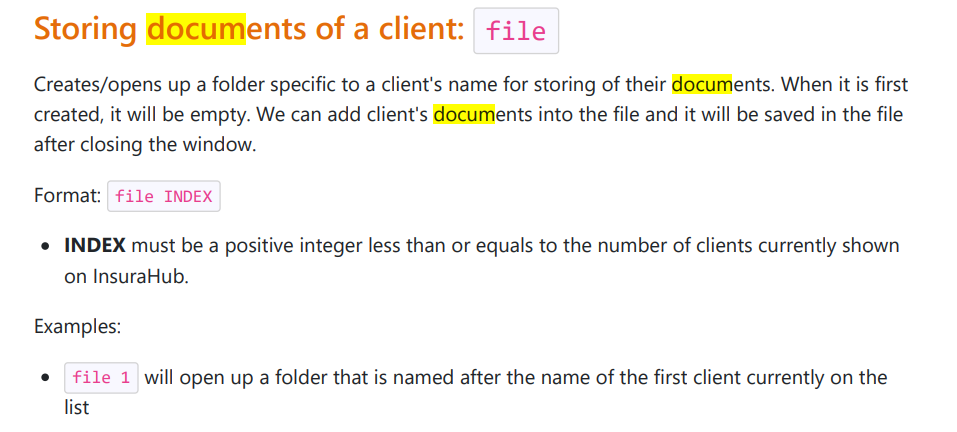 Storing documents of a client: file
Creates/opens up a folder specific to a client's name for storing of their documents. When it is first
created, it will be empty. We can add client's documents into the file and it will be saved in the file
after closing the window.
Format: file INDEX
• INDEX must be a positive integer less than or equals to the number of clients currently shown
on InsuraHub.
Examples:
• file 1 will open up a folder that is named after the name of the first client currently on the
list